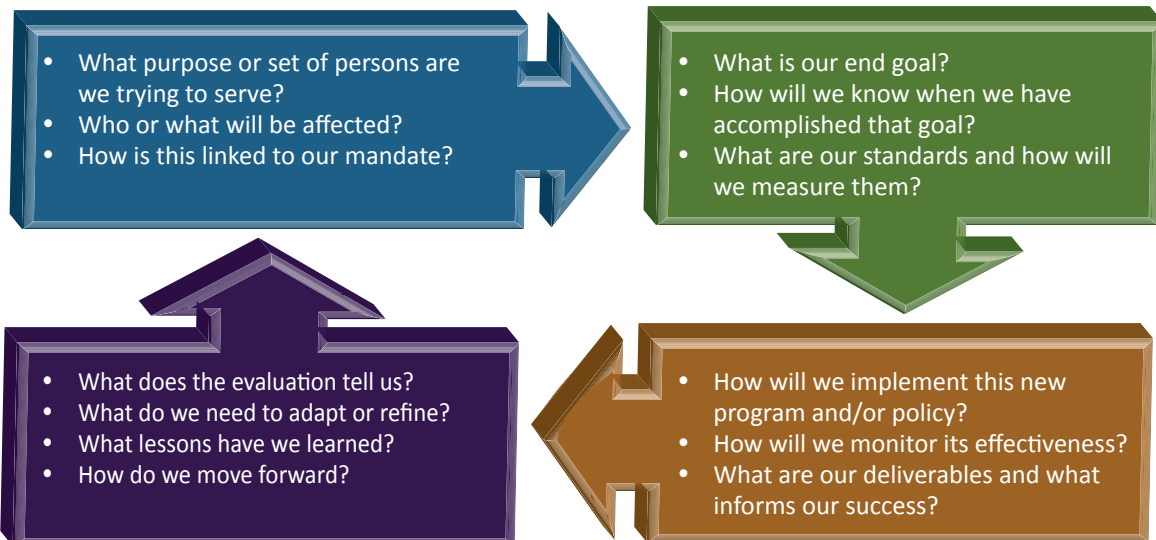 • What purpose or set of persons are
we trying to serve?
• Who or what will be affected?
• How is this linked to our mandate?
• What is our end goal?
• How will we know when we have
accomplished that goal?
• What are our standards and how will
we measure them?
• How will we implement this new
program and/or policy?
• How will we monitor its effectiveness?
• What are our deliverables and what
informs our success?
• What does the evaluation tell us?
• What do we need to adapt or refine?
• What lessons have we learned?
• How do we move forward?